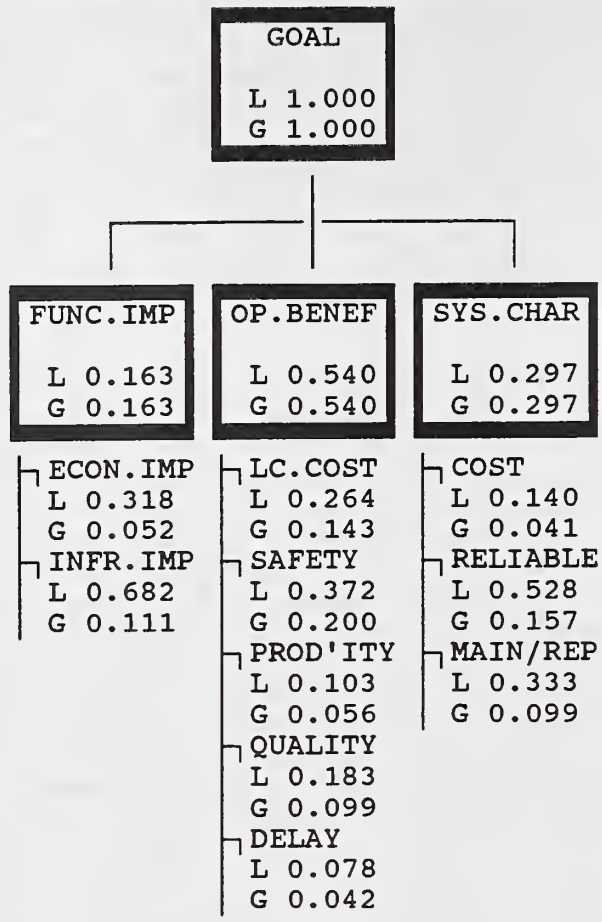 GOAL
L 1.000
G 1.000
FUNC.IMP
L 0.163
G 0.163
ECON.IMP
L 0.318
G 0.052
INFR.IMP
L 0.682
G 0.111
OP.BENEF
L 0.540
G 0.540
LC.COST
L 0.264
G 0.143
SAFETY
L 0.372
G 0.200
PROD'ITY
L 0.103
G 0.056
QUALITY
L 0.183
G 0.099
DELAY
L 0.078
G 0.042
SYS.CHAR
L 0.297
G 0.297
COST
L 0.140
G 0.041
RELIABLE
L 0.528
G 0.157
MAIN/REP
L 0.333
G 0.099